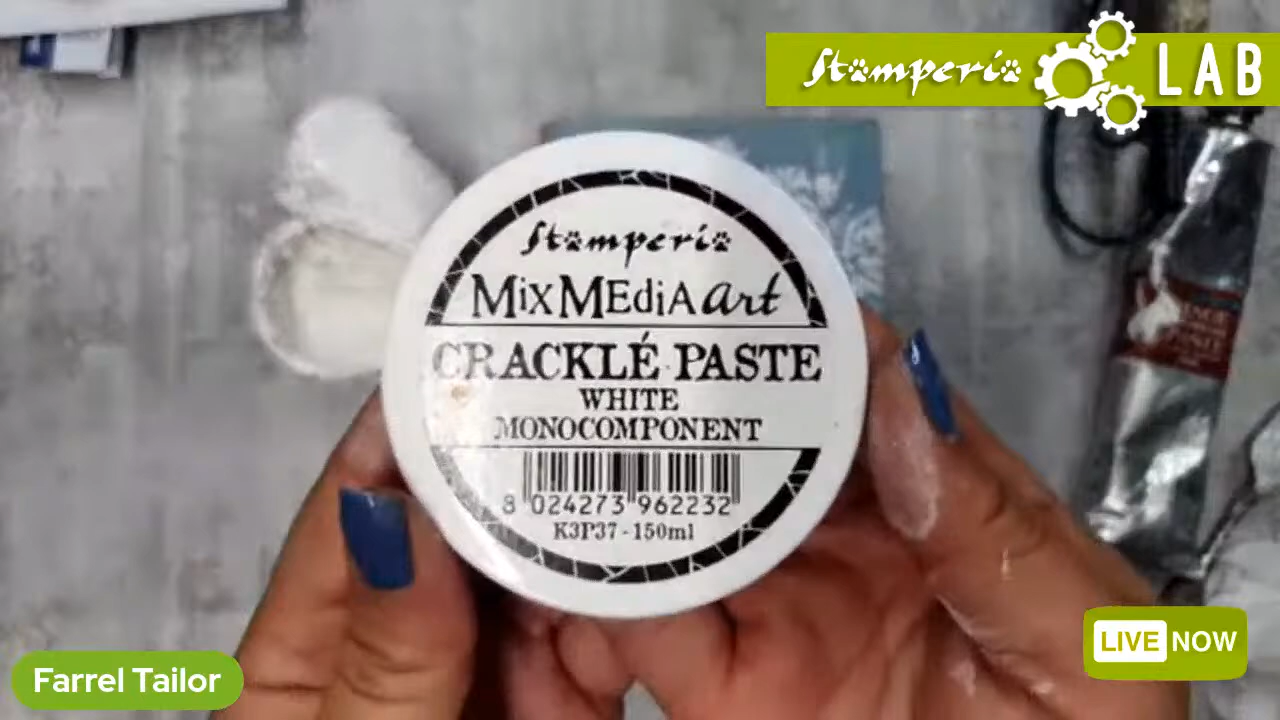 Stamperia LAB
Stamperia
MixMEdiA art
CRACKLÉ PASTE
WHITE
MONOCOMPONENT
8 024273 962232
K3P37 - 150ml
LIVE NOW
Farrel Tailor